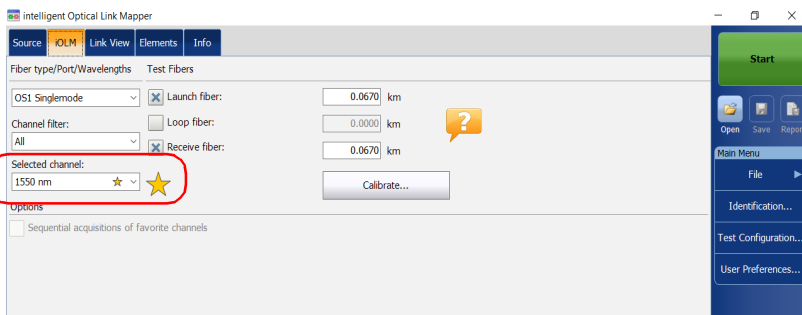 intelligent Optical Link Mapper
Source iOLM Link View Elements Info
Fiber type/Port/Wavelengths Test Fibers
OS1 Singlemode
Launch fiber: 0.0670 km
Channel filter:
Loop fiber: 0.0000 km
All
Receive fiber: 0.0670 km
Selected channel:
1550 nm
Calibrate...
Options
Sequential acquisitions of favorite channels
?
Start
Open Save Repor
Main Menu
File
Identification...
Test Configuration...
User Preferences...